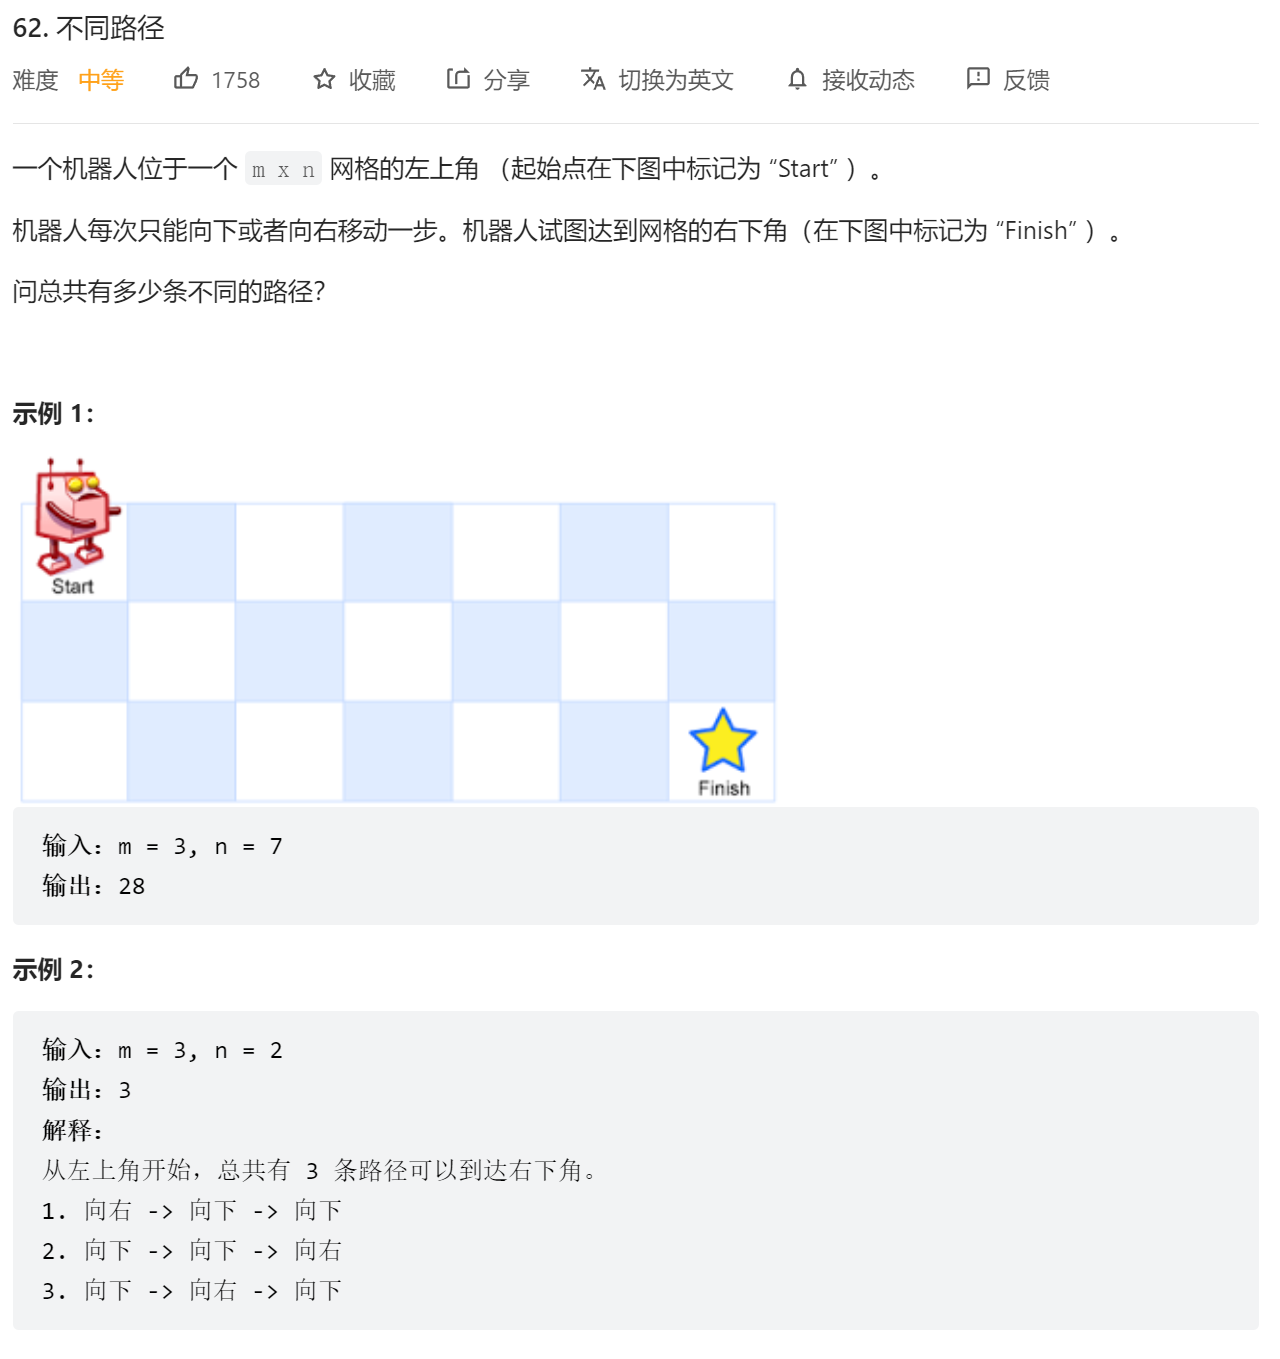 62. 不同路径
难度 中等 1758 收藏 分享 切换为英文 接收动态 反馈
一个机器人位于一个 m x n 网格的左上角 （起始点在下图中标记为 “Start” ）。
机器人每次只能向下或者向右移动一步。机器人试图达到网格的右下角（在下图中标记为 “Finish” ）。
问总共有多少条不同的路径？
示例 1：
Start
Finish
输入：m = 3, n = 7
输出：28
示例 2：
输入：m = 3, n = 2
输出：3
解释：
从左上角开始，总共有 3 条路径可以到达右下角。
1. 向右 -> 向下 -> 向下
2. 向下 -> 向下 -> 向右
3. 向下 -> 向右 -> 向下